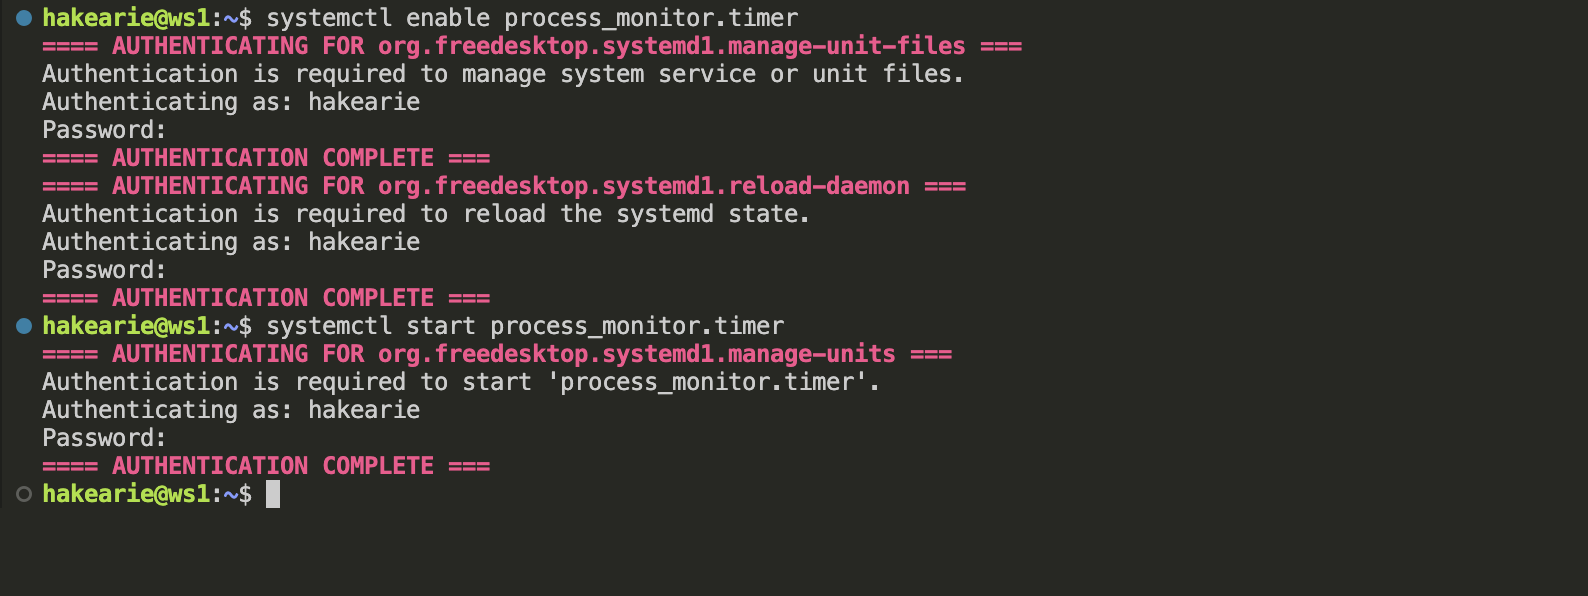 hakearie@ws1:~$ systemctl enable process_monitor.timer
==== AUTHENTICATING FOR org.freedesktop.systemd1.manage-unit-files ===
Authentication is required to manage system service or unit files.
Authenticating as: hakearie
Password:
==== AUTHENTICATION COMPLETE ===
==== AUTHENTICATING FOR org.freedesktop.systemd1.reload-daemon ===
Authentication is required to reload the systemd state.
Authenticating as: hakearie
Password:
==== AUTHENTICATION COMPLETE ===
hakearie@ws1:~$ systemctl start process_monitor.timer
==== AUTHENTICATING FOR org.freedesktop.systemd1.manage-units ===
Authentication is required to start 'process_monitor.timer'.
Authenticating as: hakearie
Password:
==== AUTHENTICATION COMPLETE ===
hakearie@ws1:~$